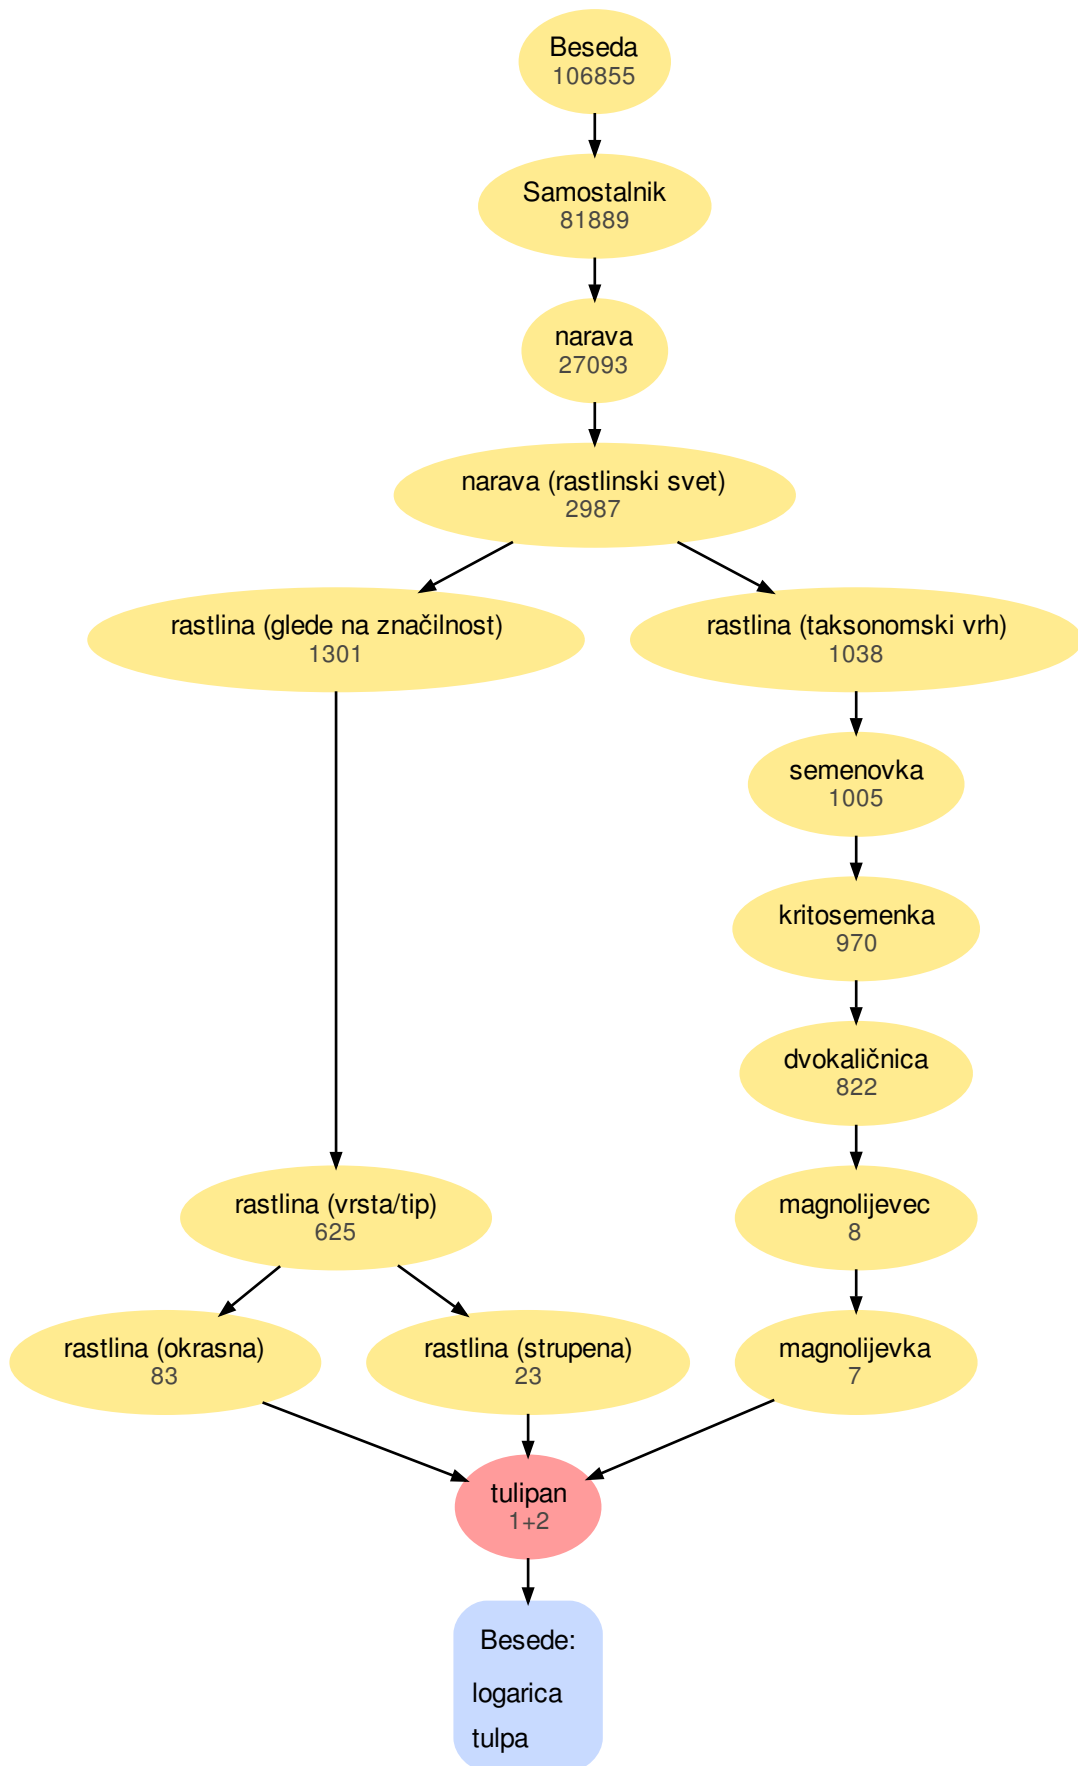 Beseda
106855
Samostalnik
81889
narava
27093
narava (rastlinski svet)
2987
rastlina (glede na značilnost)
1301
rastlina (taksonomski vrh)
1038
semenovka
1005
kritosemenka
970
dvokaličnica
822
rastlina (vrsta/tip)
625
magnolijevec
8
rastlina (okrasna)
83
rastlina (strupena)
23
magnolijevka
7
tulipan
1+2
Besede:
logarica
tulpa